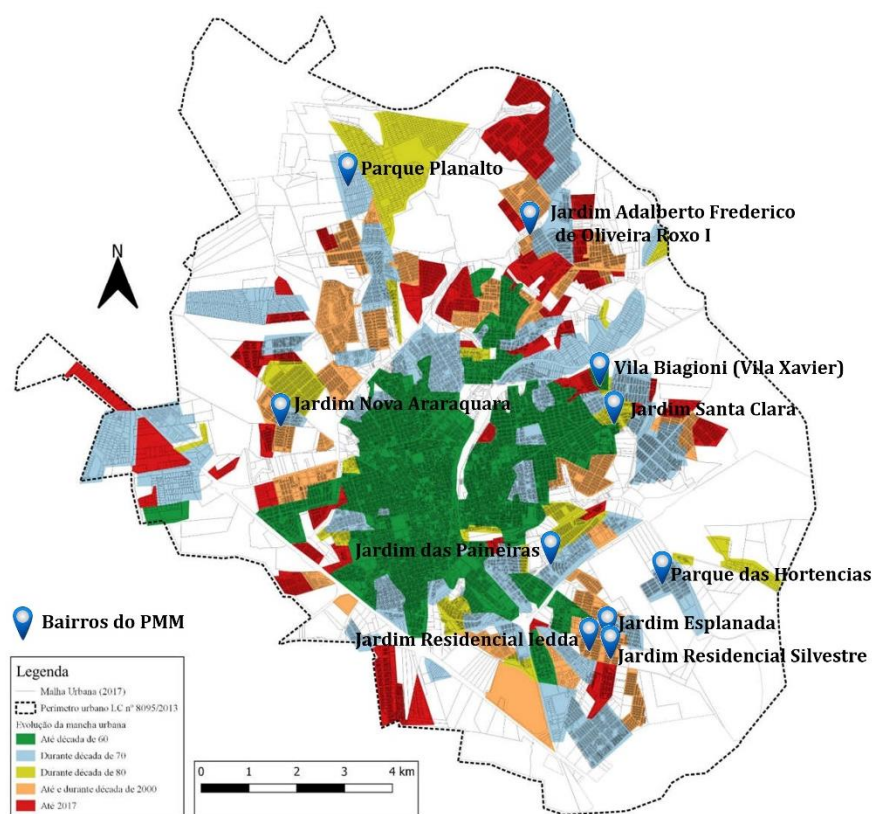 Parque Planalto
Jardim Adalberto Frederico
de Oliveira Roxo I
N
Vila Biagioni (Vila Xavier)
Jardim Nova Araraquara
Jardim Santa Clara
Jardim das Paineiras
Parque das Hortencias
Bairros do PMM
Jardim Esplanada
Jardim Residencial Iedda
Jardim Residencial Silvestre
Legenda
Malha Urbana (2017)
Perímetro urbano LC nº 8095/2013
Evolução da mancha urbana
Até década de 60
Durante década de 70
Durante década de 80
Até e durante década de 2000
Até 2017
0 1 2 3 4 km